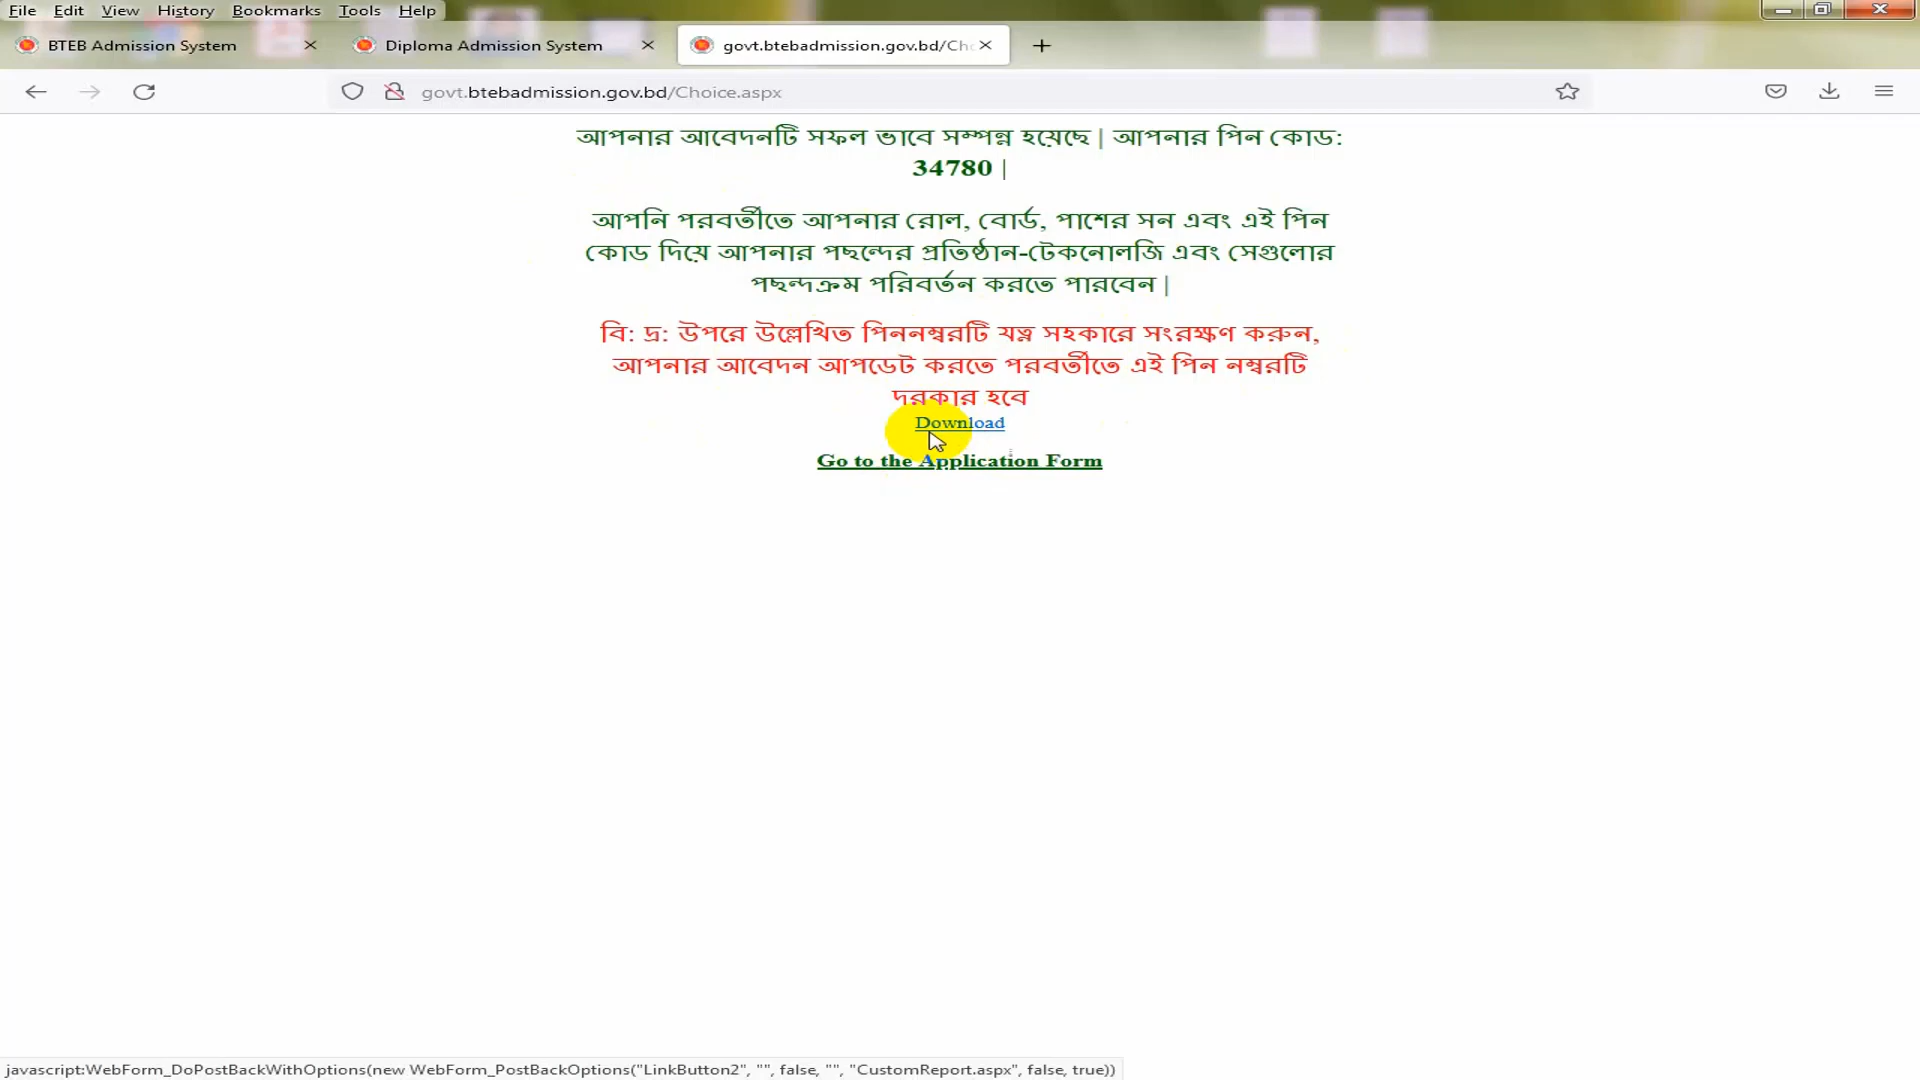 File Edit View History Bookmarks Tools Help
BTEB Admission System
Diploma Admission System
govt.btebadmission.gov.bd/Ch
govt.btebadmission.gov.bd/Choice.aspx
আপনার আবেদনটি সফল ভাবে সম্পন্ন হয়েছে | আপনার পিন কোড:
34780 |
আপনি পরবর্তীতে আপনার রোল, বোর্ড, পাশের সন এবং এই পিন
কোড দিয়ে আপনার পছন্দের প্রতিষ্ঠান-টেকনোলজি এবং সেগুলোর
পছন্দক্রম পরিবর্তন করতে পারবেন |
বি: দ্র: উপরে উল্লেখিত পিননম্বরটি যত্ন সহকারে সংরক্ষণ করুন,
আপনার আবেদন আপডেট করতে পরবর্তীতে এই পিন নম্বরটি
দরকার হবে
Download
Go to the Application Form
javascript:WebForm_DoPostBackWithOptions(new WebForm_PostBackOptions("LinkButton2", "", false, "", "CustomReport.aspx", false, true))